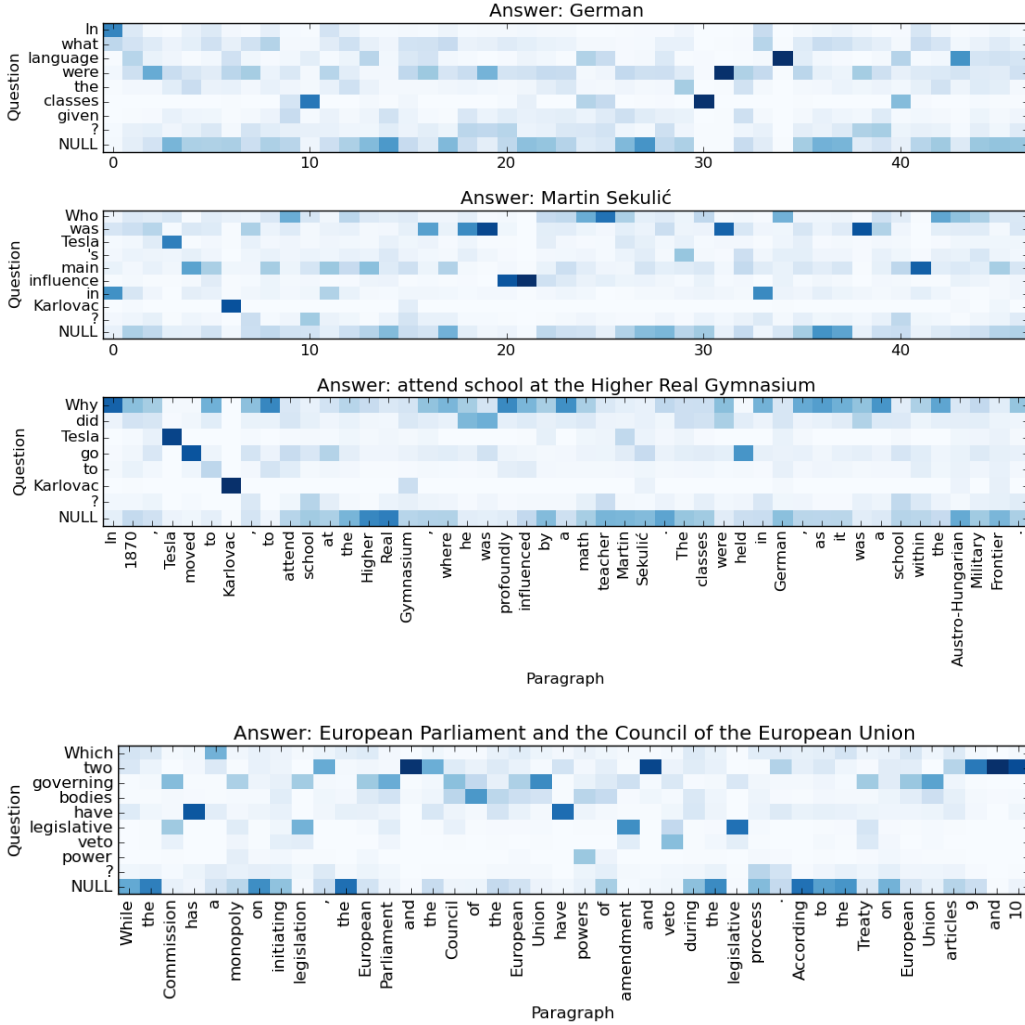 Answer: German
Question
In
what
language
were
the
classes
given
?
NULL
0 10 20 30 40
Answer: Martin Sekulić
Question
Who
was
Tesla
's
main
influence
in
Karlovac
?
NULL
0 10 20 30 40
Answer: attend school at the Higher Real Gymnasium
Question
Why
did
Tesla
go
to
Karlovac
?
NULL
In 1870 , Tesla moved to Karlovac , to attend school at the Higher Real Gymnasium , where he was profoundly influenced by a math teacher Martin Sekulić . The classes were held in German , as it was a school within the Austro-Hungarian Military Frontier .
Paragraph
Answer: European Parliament and the Council of the European Union
Question
Which
two
governing
bodies
have
legislative
veto
power
?
NULL
While the Commission has a monopoly on initiating legislation , the European Parliament and the Council of the European Union have powers of amendment and veto during the legislative process . According to the Treaty on European Union articles 9 and 10
Paragraph